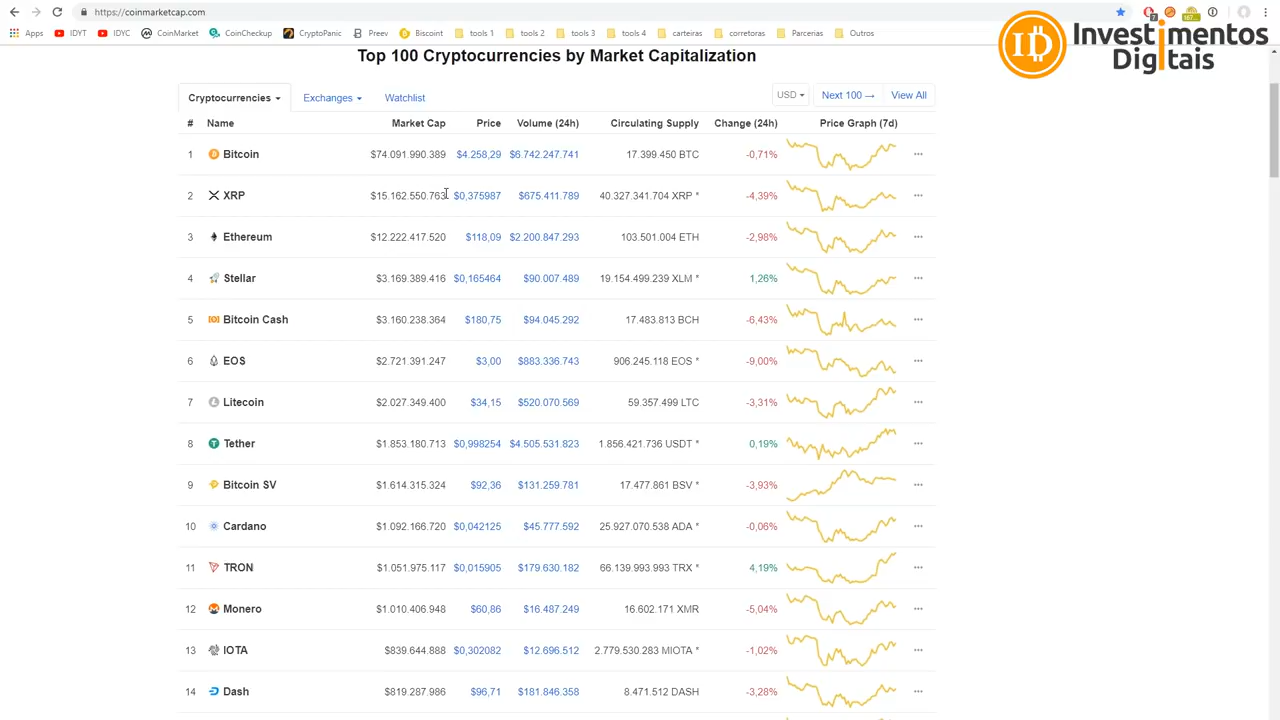 https://coinmarketcap.com
Apps IDYT IDYC CoinMarket CoinCheckup CryptoPanic Preev Biscoint tools 1 tools 2 tools 3 tools 4 carteiras corretoras Parcerias Outros
Investimentos
Digitais
Top 100 Cryptocurrencies by Market Capitalization
Cryptocurrencies Exchanges Watchlist USD Next 100 → View All
# Name Market Cap Price Volume (24h) Circulating Supply Change (24h) Price Graph (7d)
1 Bitcoin $74.091.990.389 $4.258,29 $6.742.247.741 17.399.450 BTC -0,71%
2 XRP $15.162.550.763 $0,375987 $675.411.789 40.327.341.704 XRP * -4,39%
3 Ethereum $12.222.417.520 $118,09 $2.200.847.293 103.501.004 ETH -2,98%
4 Stellar $3.169.389.416 $0,165464 $90.007.489 19.154.499.239 XLM * 1,26%
5 Bitcoin Cash $3.160.238.364 $180,75 $94.045.292 17.483.813 BCH -6,43%
6 EOS $2.721.391.247 $3,00 $883.336.743 906.245.118 EOS * -9,00%
7 Litecoin $2.027.349.400 $34,15 $520.070.569 59.357.499 LTC -3,31%
8 Tether $1.853.180.713 $0,998254 $4.505.531.823 1.856.421.736 USDT * 0,19%
9 Bitcoin SV $1.614.315.324 $92,36 $131.259.781 17.477.861 BSV * -3,93%
10 Cardano $1.092.166.720 $0,042125 $45.777.592 25.927.070.538 ADA * -0,06%
11 TRON $1.051.975.117 $0,015905 $179.630.182 66.139.993.993 TRX * 4,19%
12 Monero $1.010.406.948 $60,86 $16.487.249 16.602.171 XMR -5,04%
13 IOTA $839.644.888 $0,302082 $12.696.512 2.779.530.283 MIOTA * -1,02%
14 Dash $819.287.986 $96,71 $181.846.358 8.471.512 DASH -3,28%